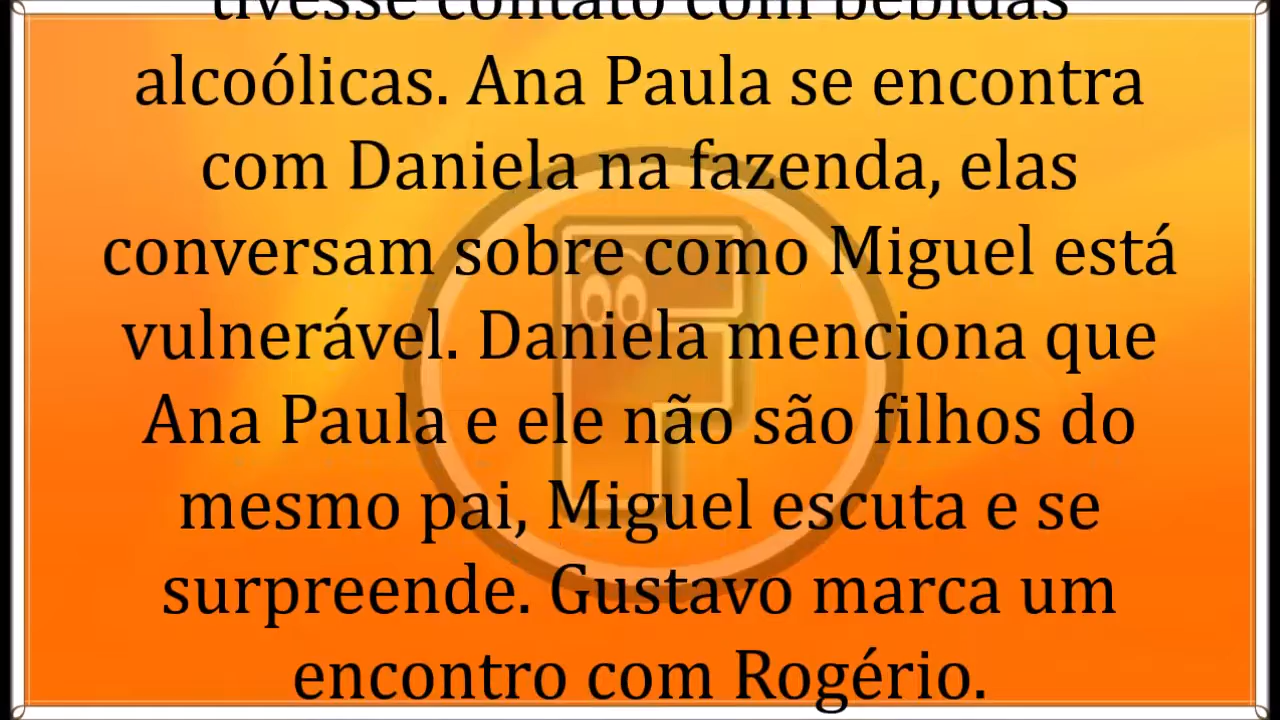 tivesse contato com bebidas
alcoólicas. Ana Paula se encontra
com Daniela na fazenda, elas
conversam sobre como Miguel está
vulnerável. Daniela menciona que
Ana Paula e ele não são filhos do
mesmo pai, Miguel escuta e se
surpreende. Gustavo marca um
encontro com Rogério.